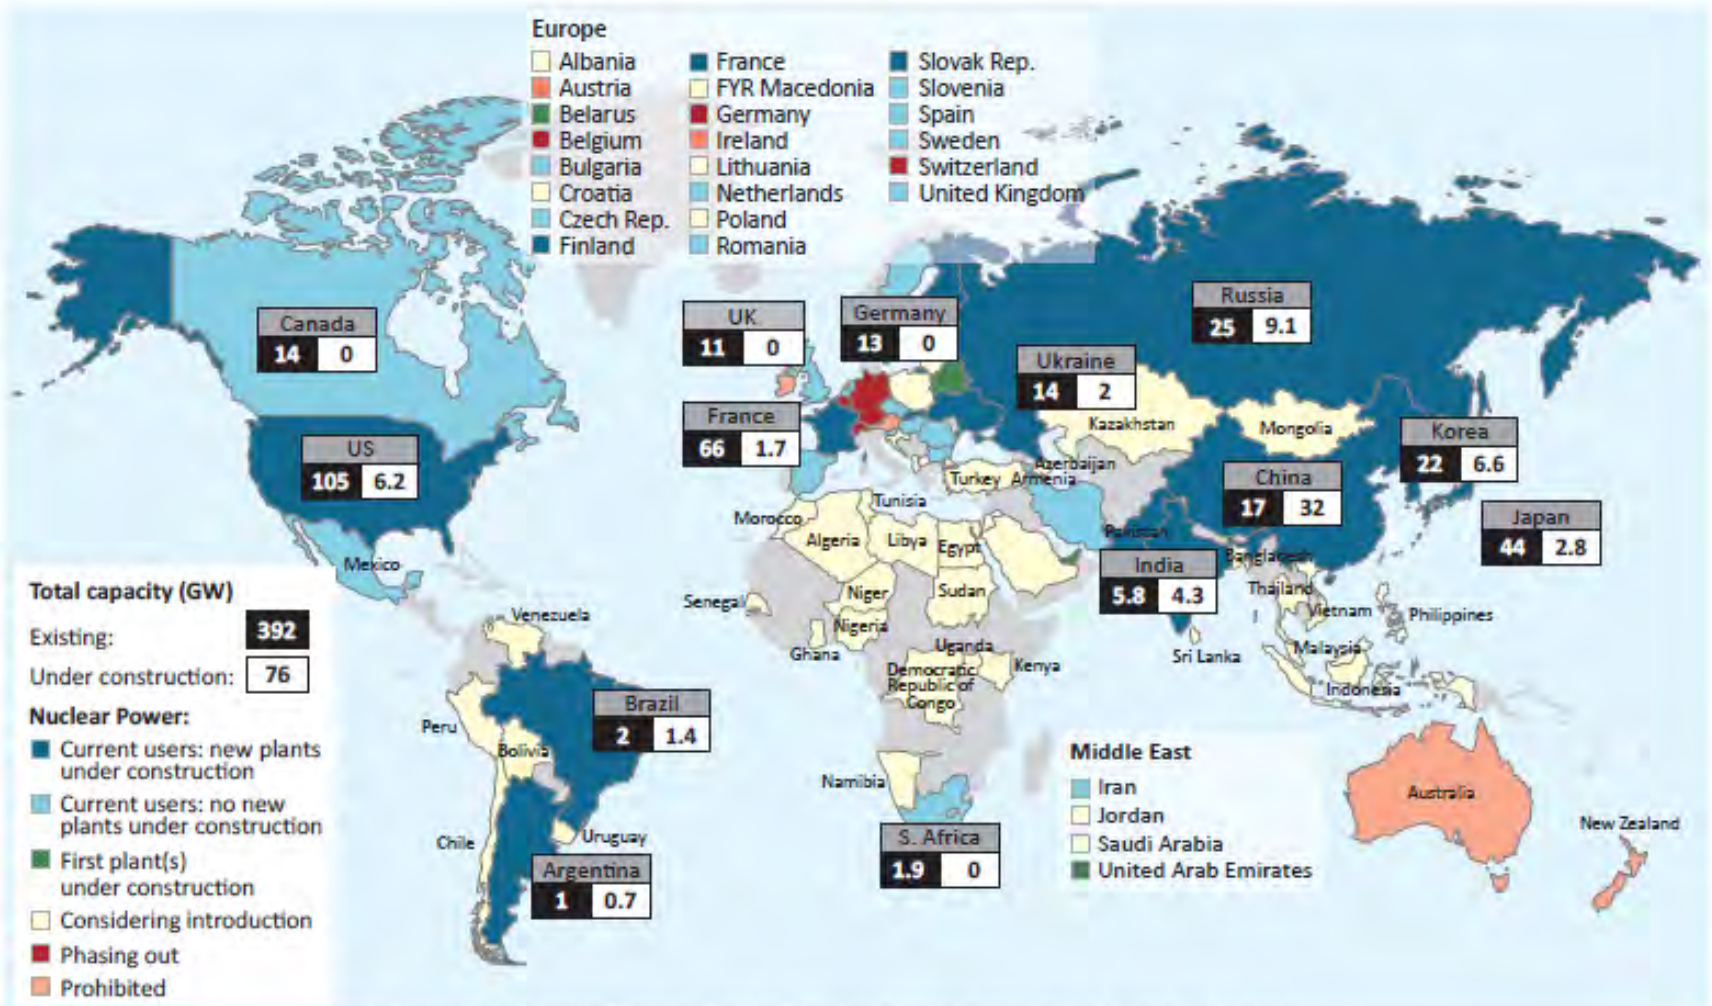 Europe
Albania
Austria
Belarus
Belgium
Bulgaria
Croatia
Czech Rep.
Finland
France
FYR Macedonia
Germany
Ireland
Lithuania
Netherlands
Poland
Romania
Slovak Rep.
Slovenia
Spain
Sweden
Switzerland
United Kingdom
Canada
14 0
US
105 6.2
Mexico
UK
11 0
Germany
13 0
France
66 1.7
Ukraine
14 2
Russia
25 9.1
Kazakhstan
Mongolia
Korea
22 6.6
China
17 32
Japan
44 2.8
Azerbaijan
Turkey
Armenia
Pakistan
India
5.8 4.3
Bangladesh
Thailand
Vietnam
Philippines
Sri Lanka
Malaysia
Indonesia
Tunisia
Morocco
Algeria
Libya
Egypt
Niger
Sudan
Senegal
Nigeria
Ghana
Uganda
Kenya
Democratic
Republic of
Congo
Namibia
S. Africa
1.9 0
Venezuela
Brazil
2 1.4
Peru
Bolivia
Chile
Uruguay
Argentina
1 0.7
Australia
New Zealand
Middle East
Iran
Jordan
Saudi Arabia
United Arab Emirates
Total capacity (GW)
Existing: 392
Under construction: 76
Nuclear Power:
Current users: new plants
under construction
Current users: no new
plants under construction
First plant(s)
under construction
Considering introduction
Phasing out
Prohibited